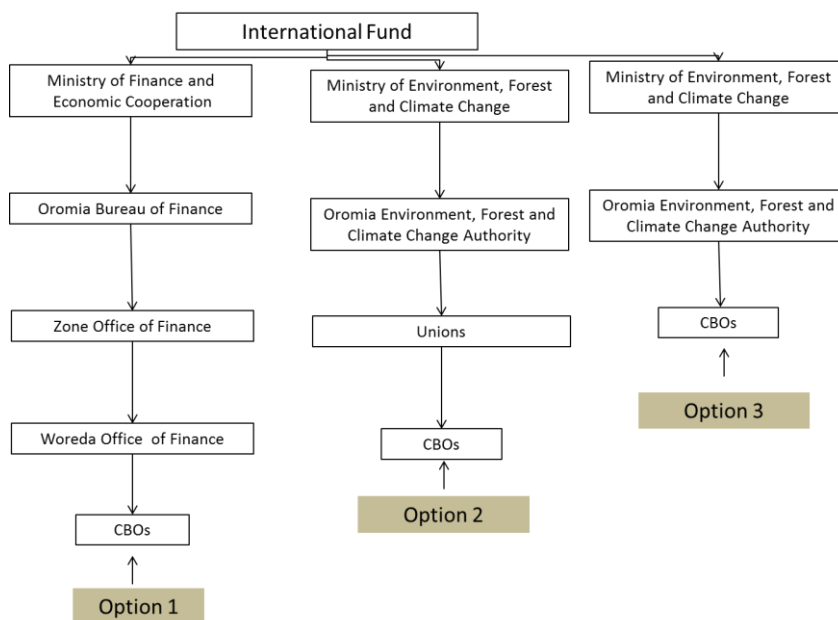 International Fund
Ministry of Finance and
Economic Cooperation
Oromia Bureau of Finance
Zone Office of Finance
Woreda Office of Finance
CBOs
Option 1
Ministry of Environment, Forest
and Climate Change
Oromia Environment, Forest and
Climate Change Authority
Unions
CBOs
Option 2
Ministry of Environment, Forest
and Climate Change
Oromia Environment, Forest and
Climate Change Authority
CBOs
Option 3